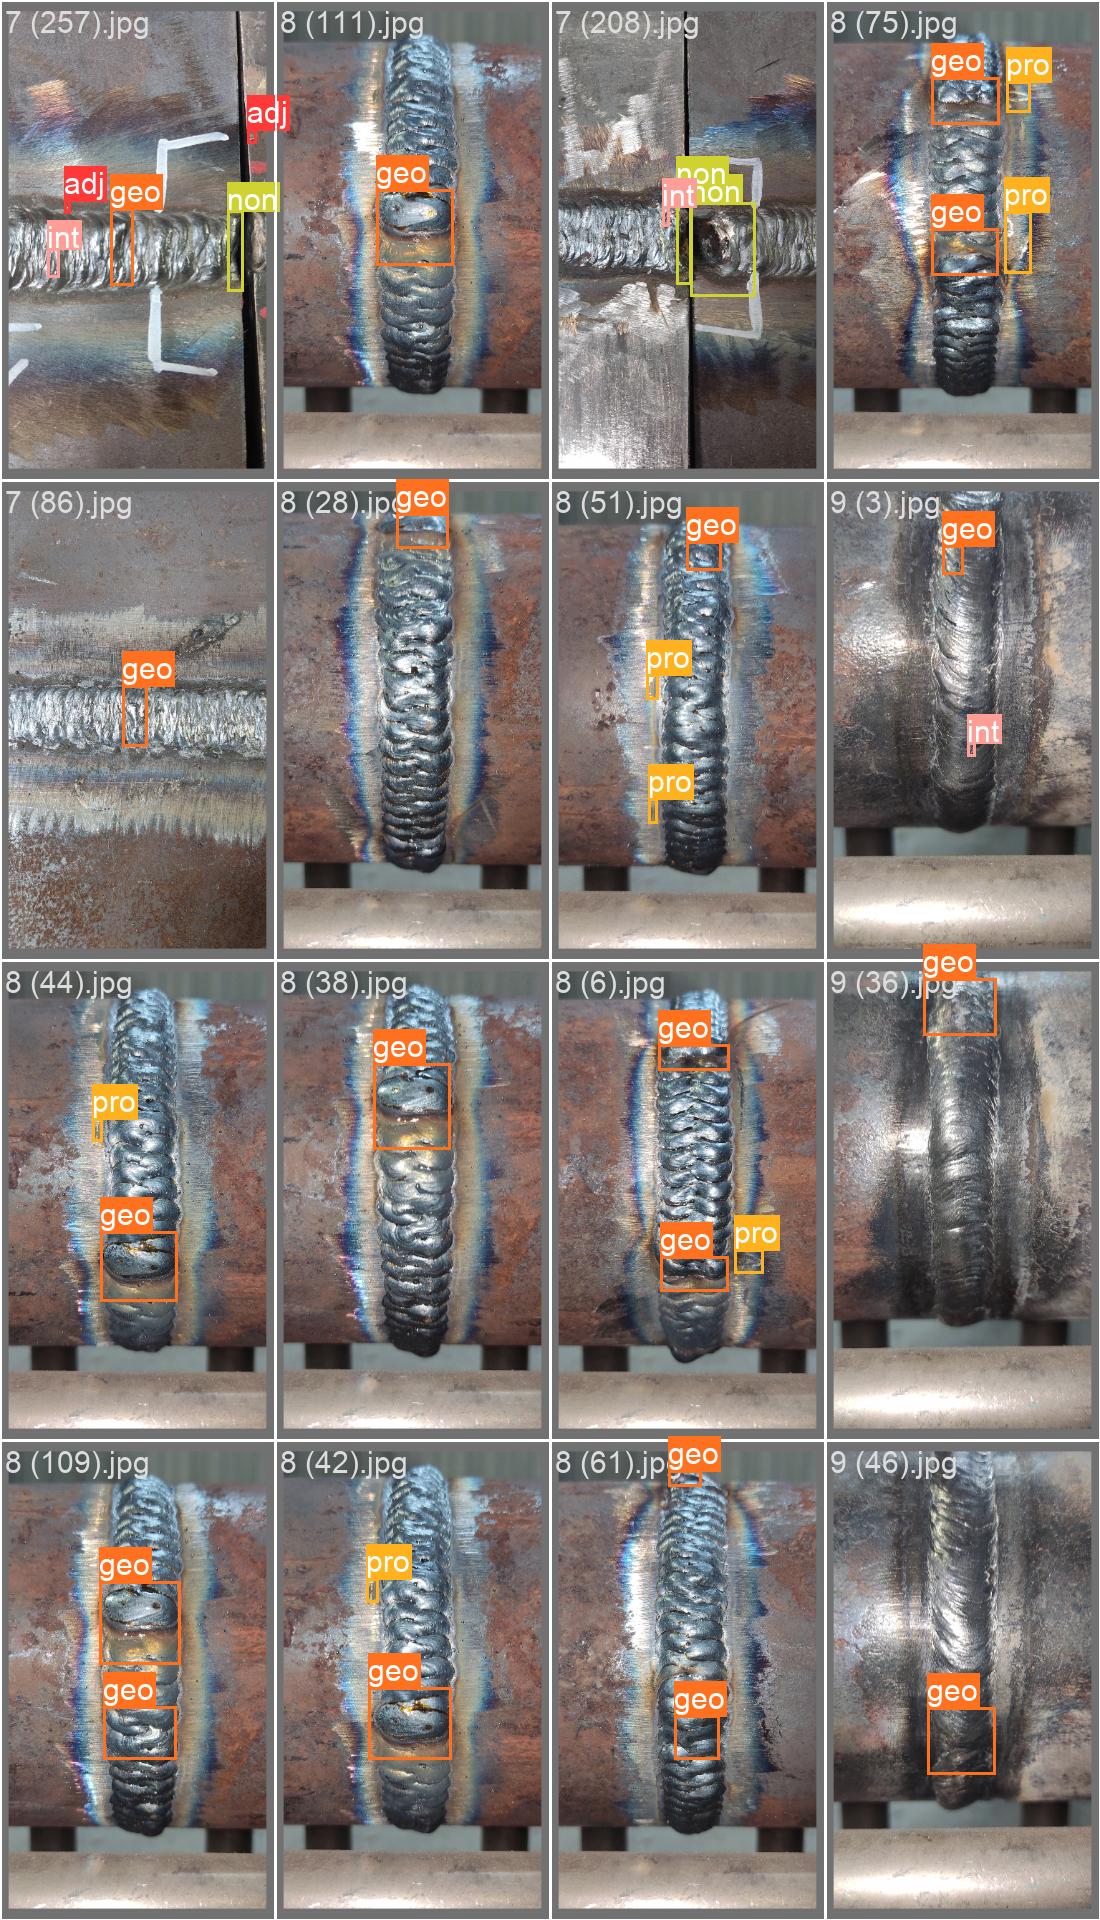 7 (257).jpg
adj
adj
geo
non
int
8 (111).jpg
geo
7 (208).jpg
non
non
int
8 (75).jpg
geo
pro
pro
geo
7 (86).jpg
geo
8 (28).jpg
geo
8 (51).jpg
geo
pro
pro
9 (3).jpg
geo
int
8 (44).jpg
pro
geo
8 (38).jpg
geo
8 (6).jpg
geo
geo
pro
9 (36).jpg
geo
8 (109).jpg
geo
geo
8 (42).jpg
pro
geo
8 (61).jpg
geo
geo
9 (46).jpg
geo